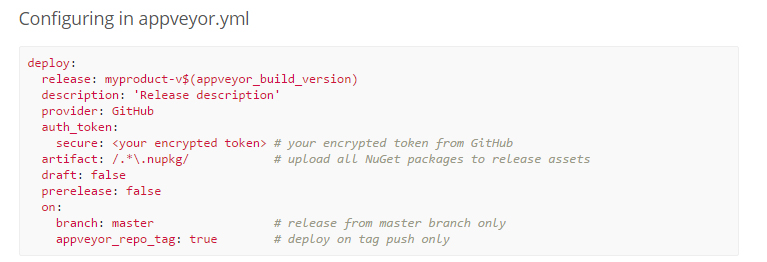 Configuring in appveyor.yml
deploy:
  release: myproduct-v$(appveyor_build_version)
  description: 'Release description'
  provider: GitHub
  auth_token:
    secure: <your encrypted token> # your encrypted token from GitHub
  artifact: /.*\.nupkg/            # upload all NuGet packages to release assets
  draft: false
  prerelease: false
  on:
    branch: master                 # release from master branch only
    appveyor_repo_tag: true        # deploy on tag push only